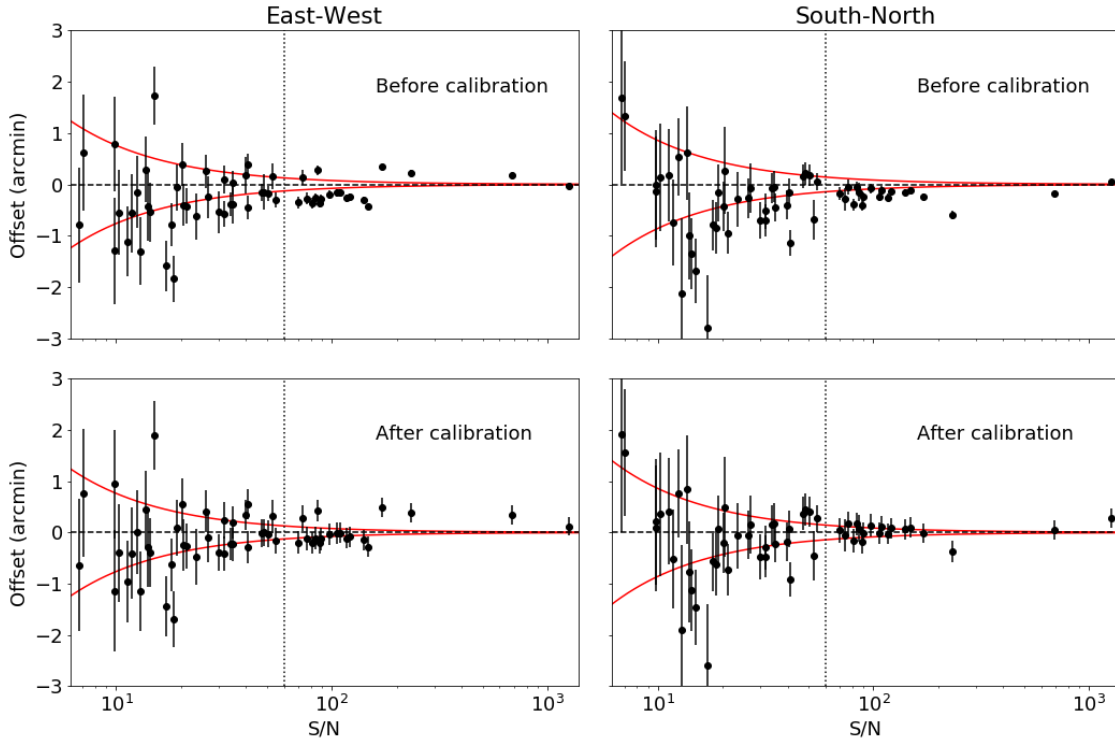 East-West
South-North
3
2
1
0
−1
−2
−3
Offset (arcmin)
Before calibration
Before calibration
3
2
1
0
−1
−2
−3
Offset (arcmin)
After calibration
After calibration
10¹
10²
10³
S/N
10¹
10²
10³
S/N